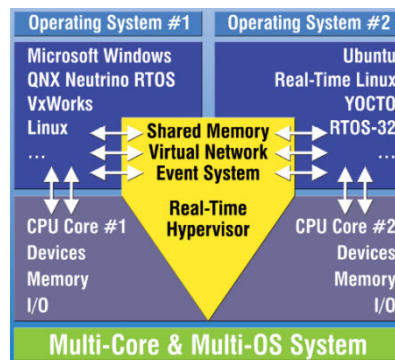 Operating System #1
Operating System #2
Microsoft Windows
QNX Neutrino RTOS
VxWorks
Linux
...
Ubuntu
Real-Time Linux
YOCTO
RTOS-32
...
Shared Memory
Virtual Network
Event System
Real-Time
Hypervisor
CPU Core #1
Devices
Memory
I/O
CPU Core #2
Devices
Memory
I/O
Multi-Core & Multi-OS System